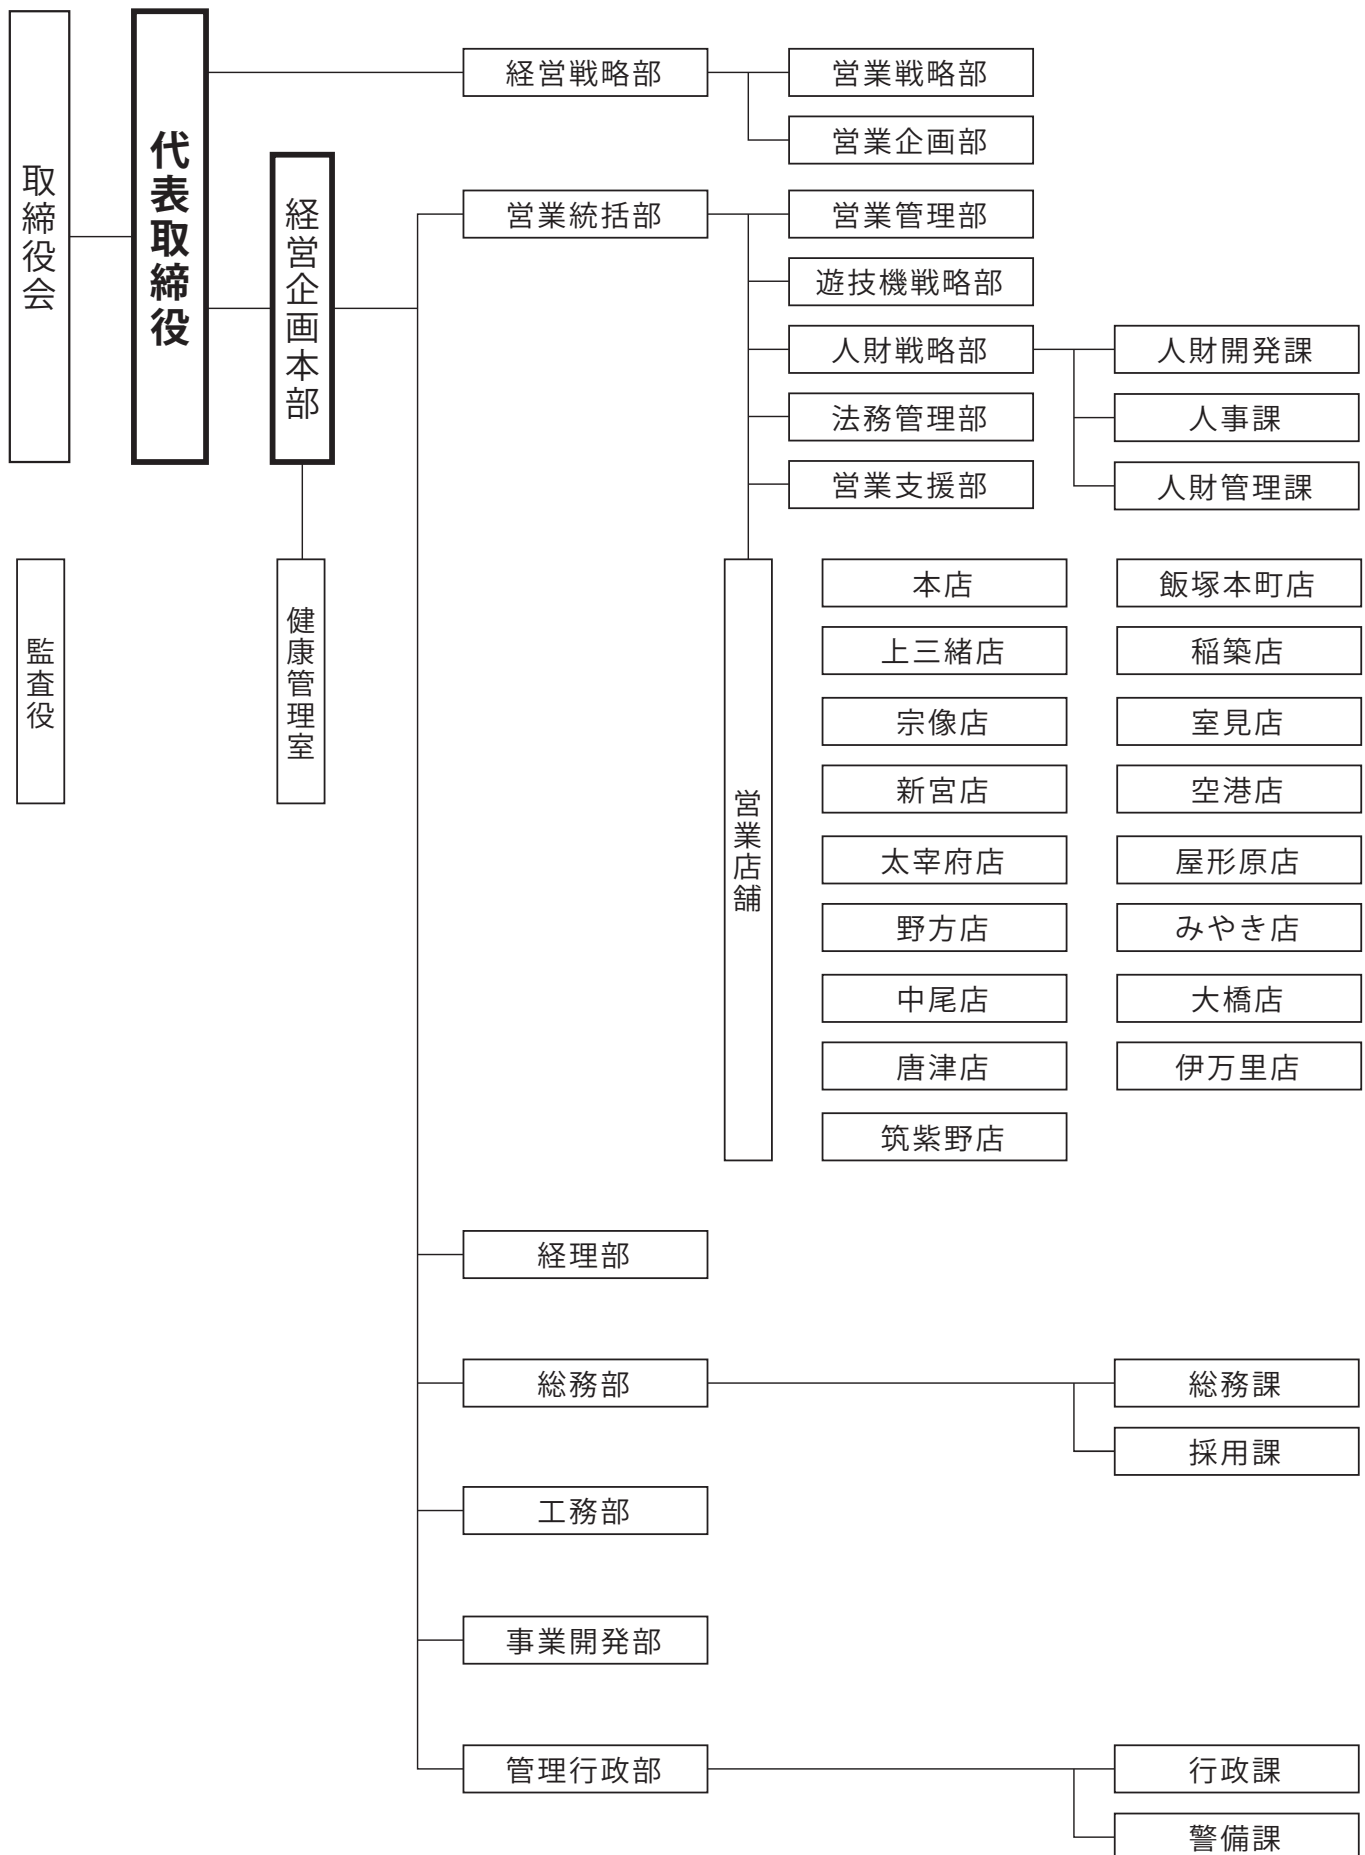 取締役会
代表取締役
経営企画本部
監査役
健康管理室
経営戦略部
営業戦略部
営業企画部
営業統括部
営業管理部
遊技機戦略部
人財戦略部
人財開発課
人事課
人財管理課
法務管理部
営業支援部
営業店舗
本店
飯塚本町店
上三緒店
稲築店
宗像店
室見店
新宮店
空港店
太宰府店
屋形原店
野方店
みやき店
中尾店
大橋店
唐津店
伊万里店
筑紫野店
経理部
総務部
総務課
採用課
工務部
事業開発部
管理行政部
行政課
警備課